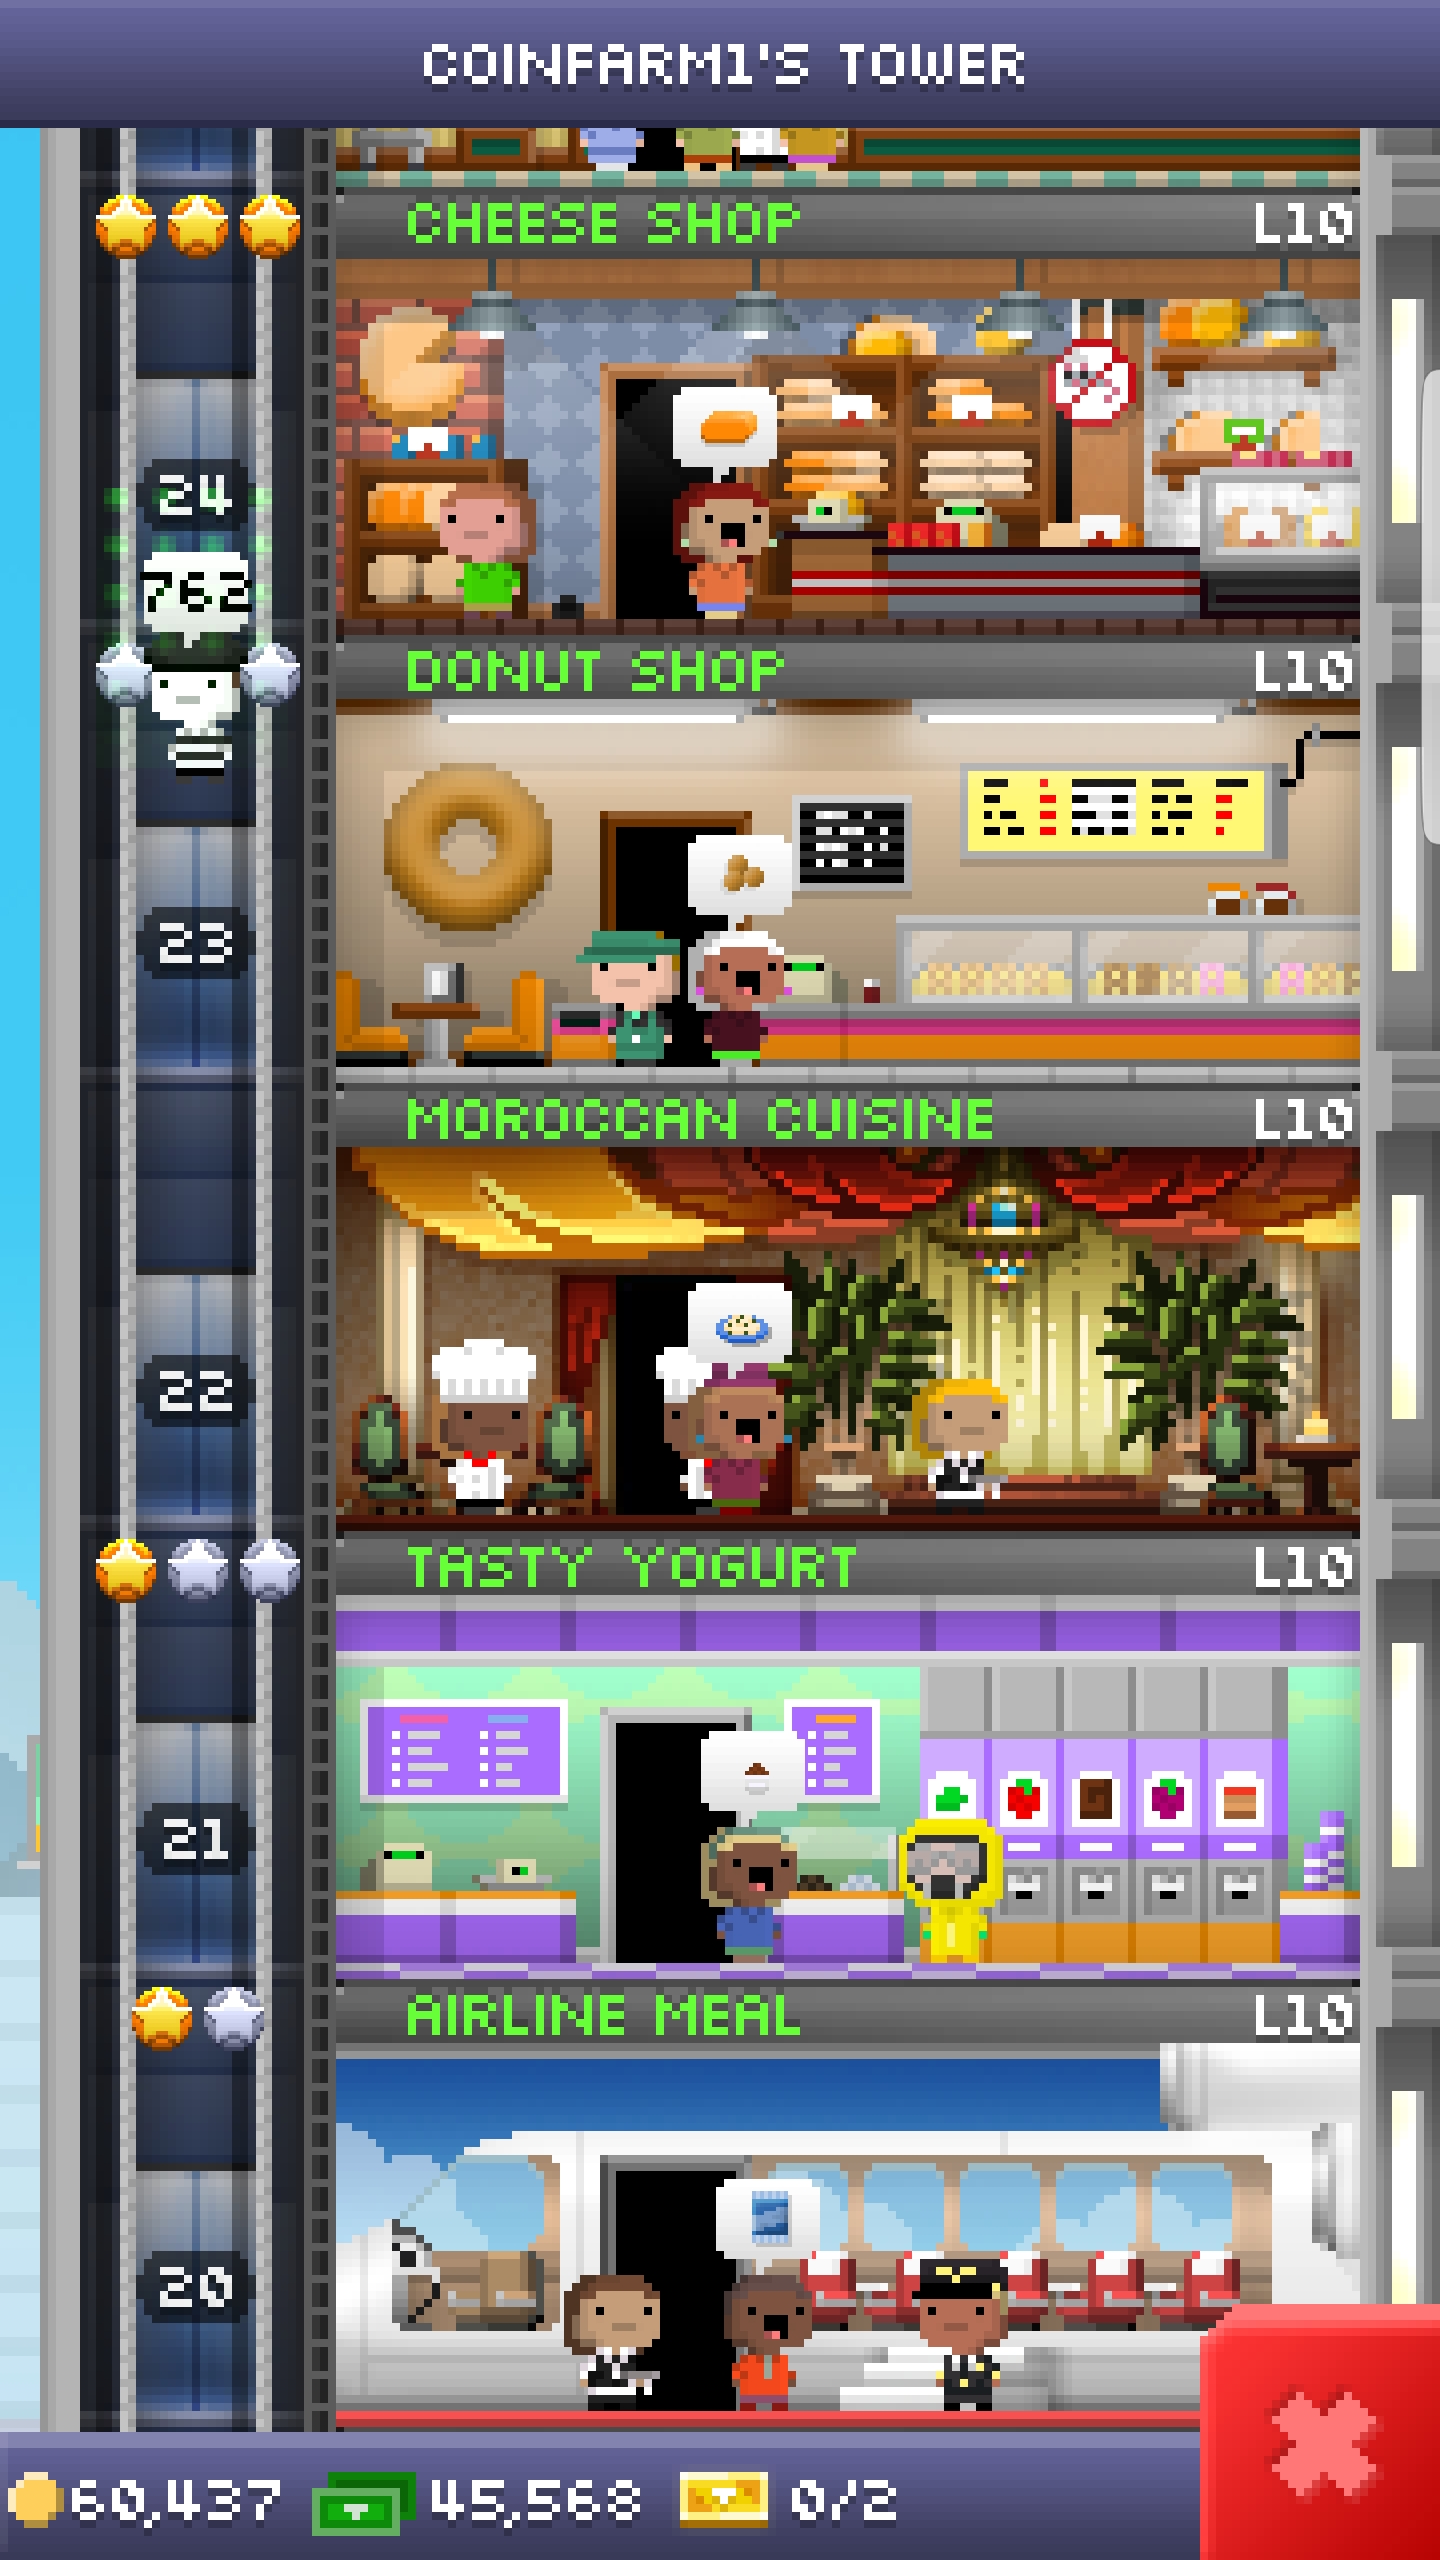 COINFARM1'S TOWER
CHEESE SHOP L10
24
762
DONUT SHOP L10
23
MOROCCAN CUISINE L10
22
TASTY YOGURT L10
21
AIRLINE MEAL L10
20
60,437 45,568 0/2